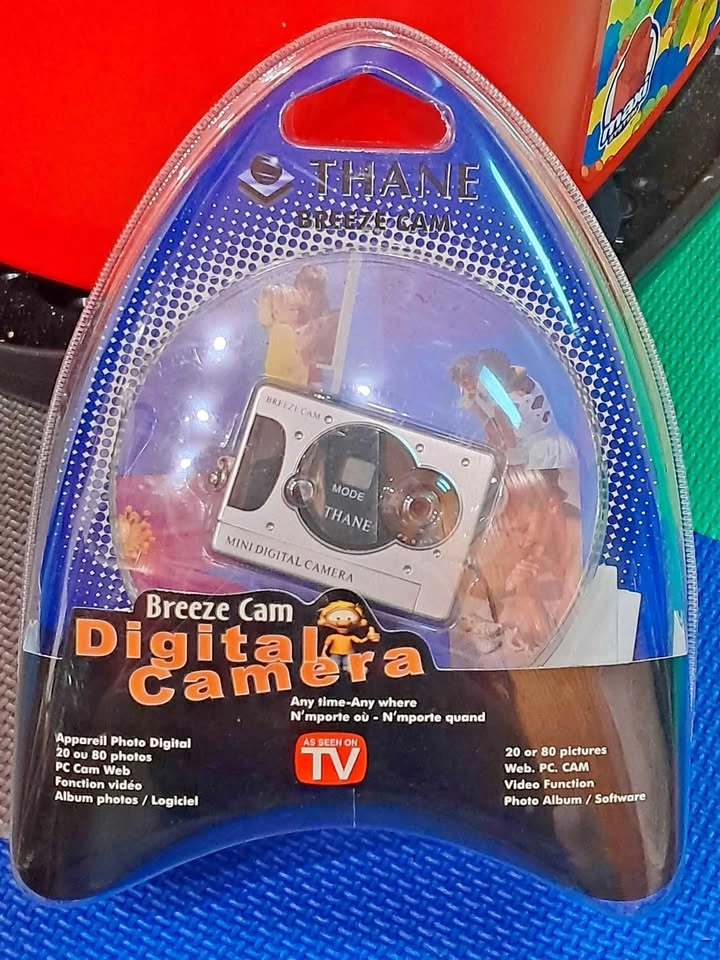 maxi
THANE
BREEZE CAM
BREEZE CAM
MODE
THANE
MINI DIGITAL CAMERA
Breeze Cam
Digital
Camera
Any time-Any where
N'mporte où - N'mporte quand
AS SEEN ON
TV
Appareil Photo Digital
20 ou 80 photos
PC Cam Web
Fonction vidéo
Album photos / Logiciel
20 or 80 pictures
Web. PC. CAM
Video Function
Photo Album / Software